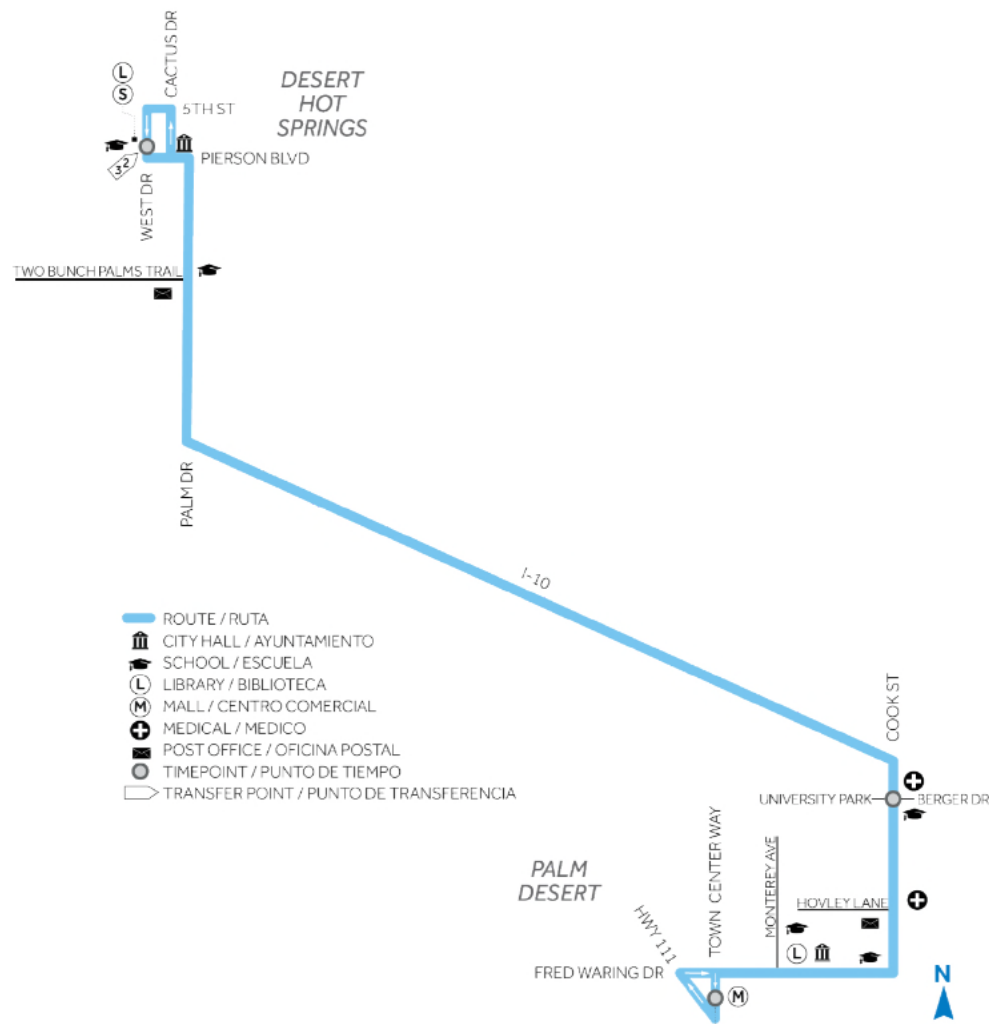 CACTUS DR
L
S
5TH ST
DESERT
HOT
SPRINGS
32
PIERSON BLVD
WEST DR
TWO BUNCH PALMS TRAIL
PALM DR
I-10
ROUTE / RUTA
CITY HALL / AYUNTAMIENTO
SCHOOL / ESCUELA
L LIBRARY / BIBLIOTECA
M MALL / CENTRO COMERCIAL
MEDICAL / MEDICO
POST OFFICE / OFICINA POSTAL
TIMEPOINT / PUNTO DE TIEMPO
TRANSFER POINT / PUNTO DE TRANSFERENCIA
COOK ST
UNIVERSITY PARK
BERGER DR
TOWN CENTER WAY
MONTEREY AVE
PALM
DESERT
HOVLEY LANE
HWY 111
L
FRED WARING DR
M
N